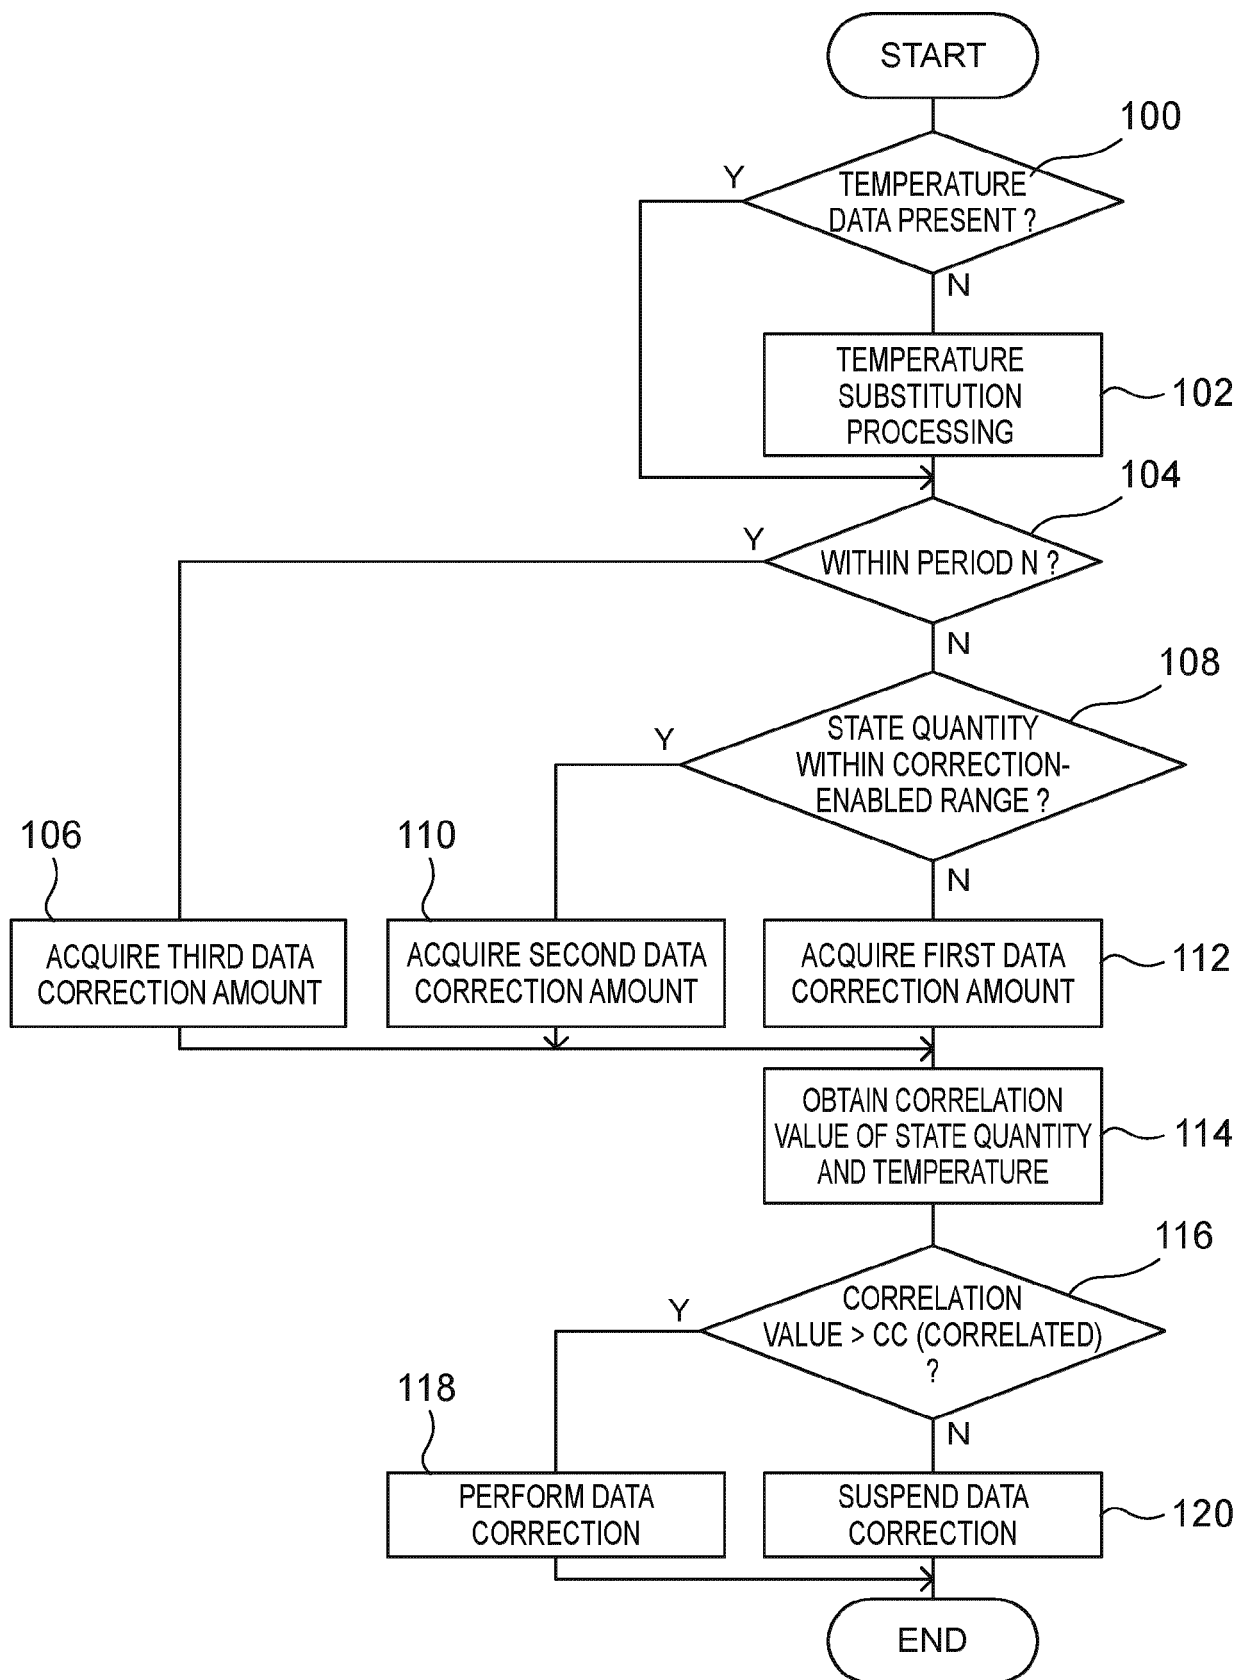 START
100
Y
TEMPERATURE
DATA PRESENT ?
N
TEMPERATURE
SUBSTITUTION
PROCESSING
102
104
Y
WITHIN PERIOD N ?
N
108
Y
STATE QUANTITY
WITHIN CORRECTION-
ENABLED RANGE ?
N
106
ACQUIRE THIRD DATA
CORRECTION AMOUNT
110
ACQUIRE SECOND DATA
CORRECTION AMOUNT
ACQUIRE FIRST DATA
CORRECTION AMOUNT
112
OBTAIN CORRELATION
VALUE OF STATE QUANTITY
AND TEMPERATURE
114
116
Y
CORRELATION
VALUE > CC (CORRELATED)
?
N
118
PERFORM DATA
CORRECTION
SUSPEND DATA
CORRECTION
120
END